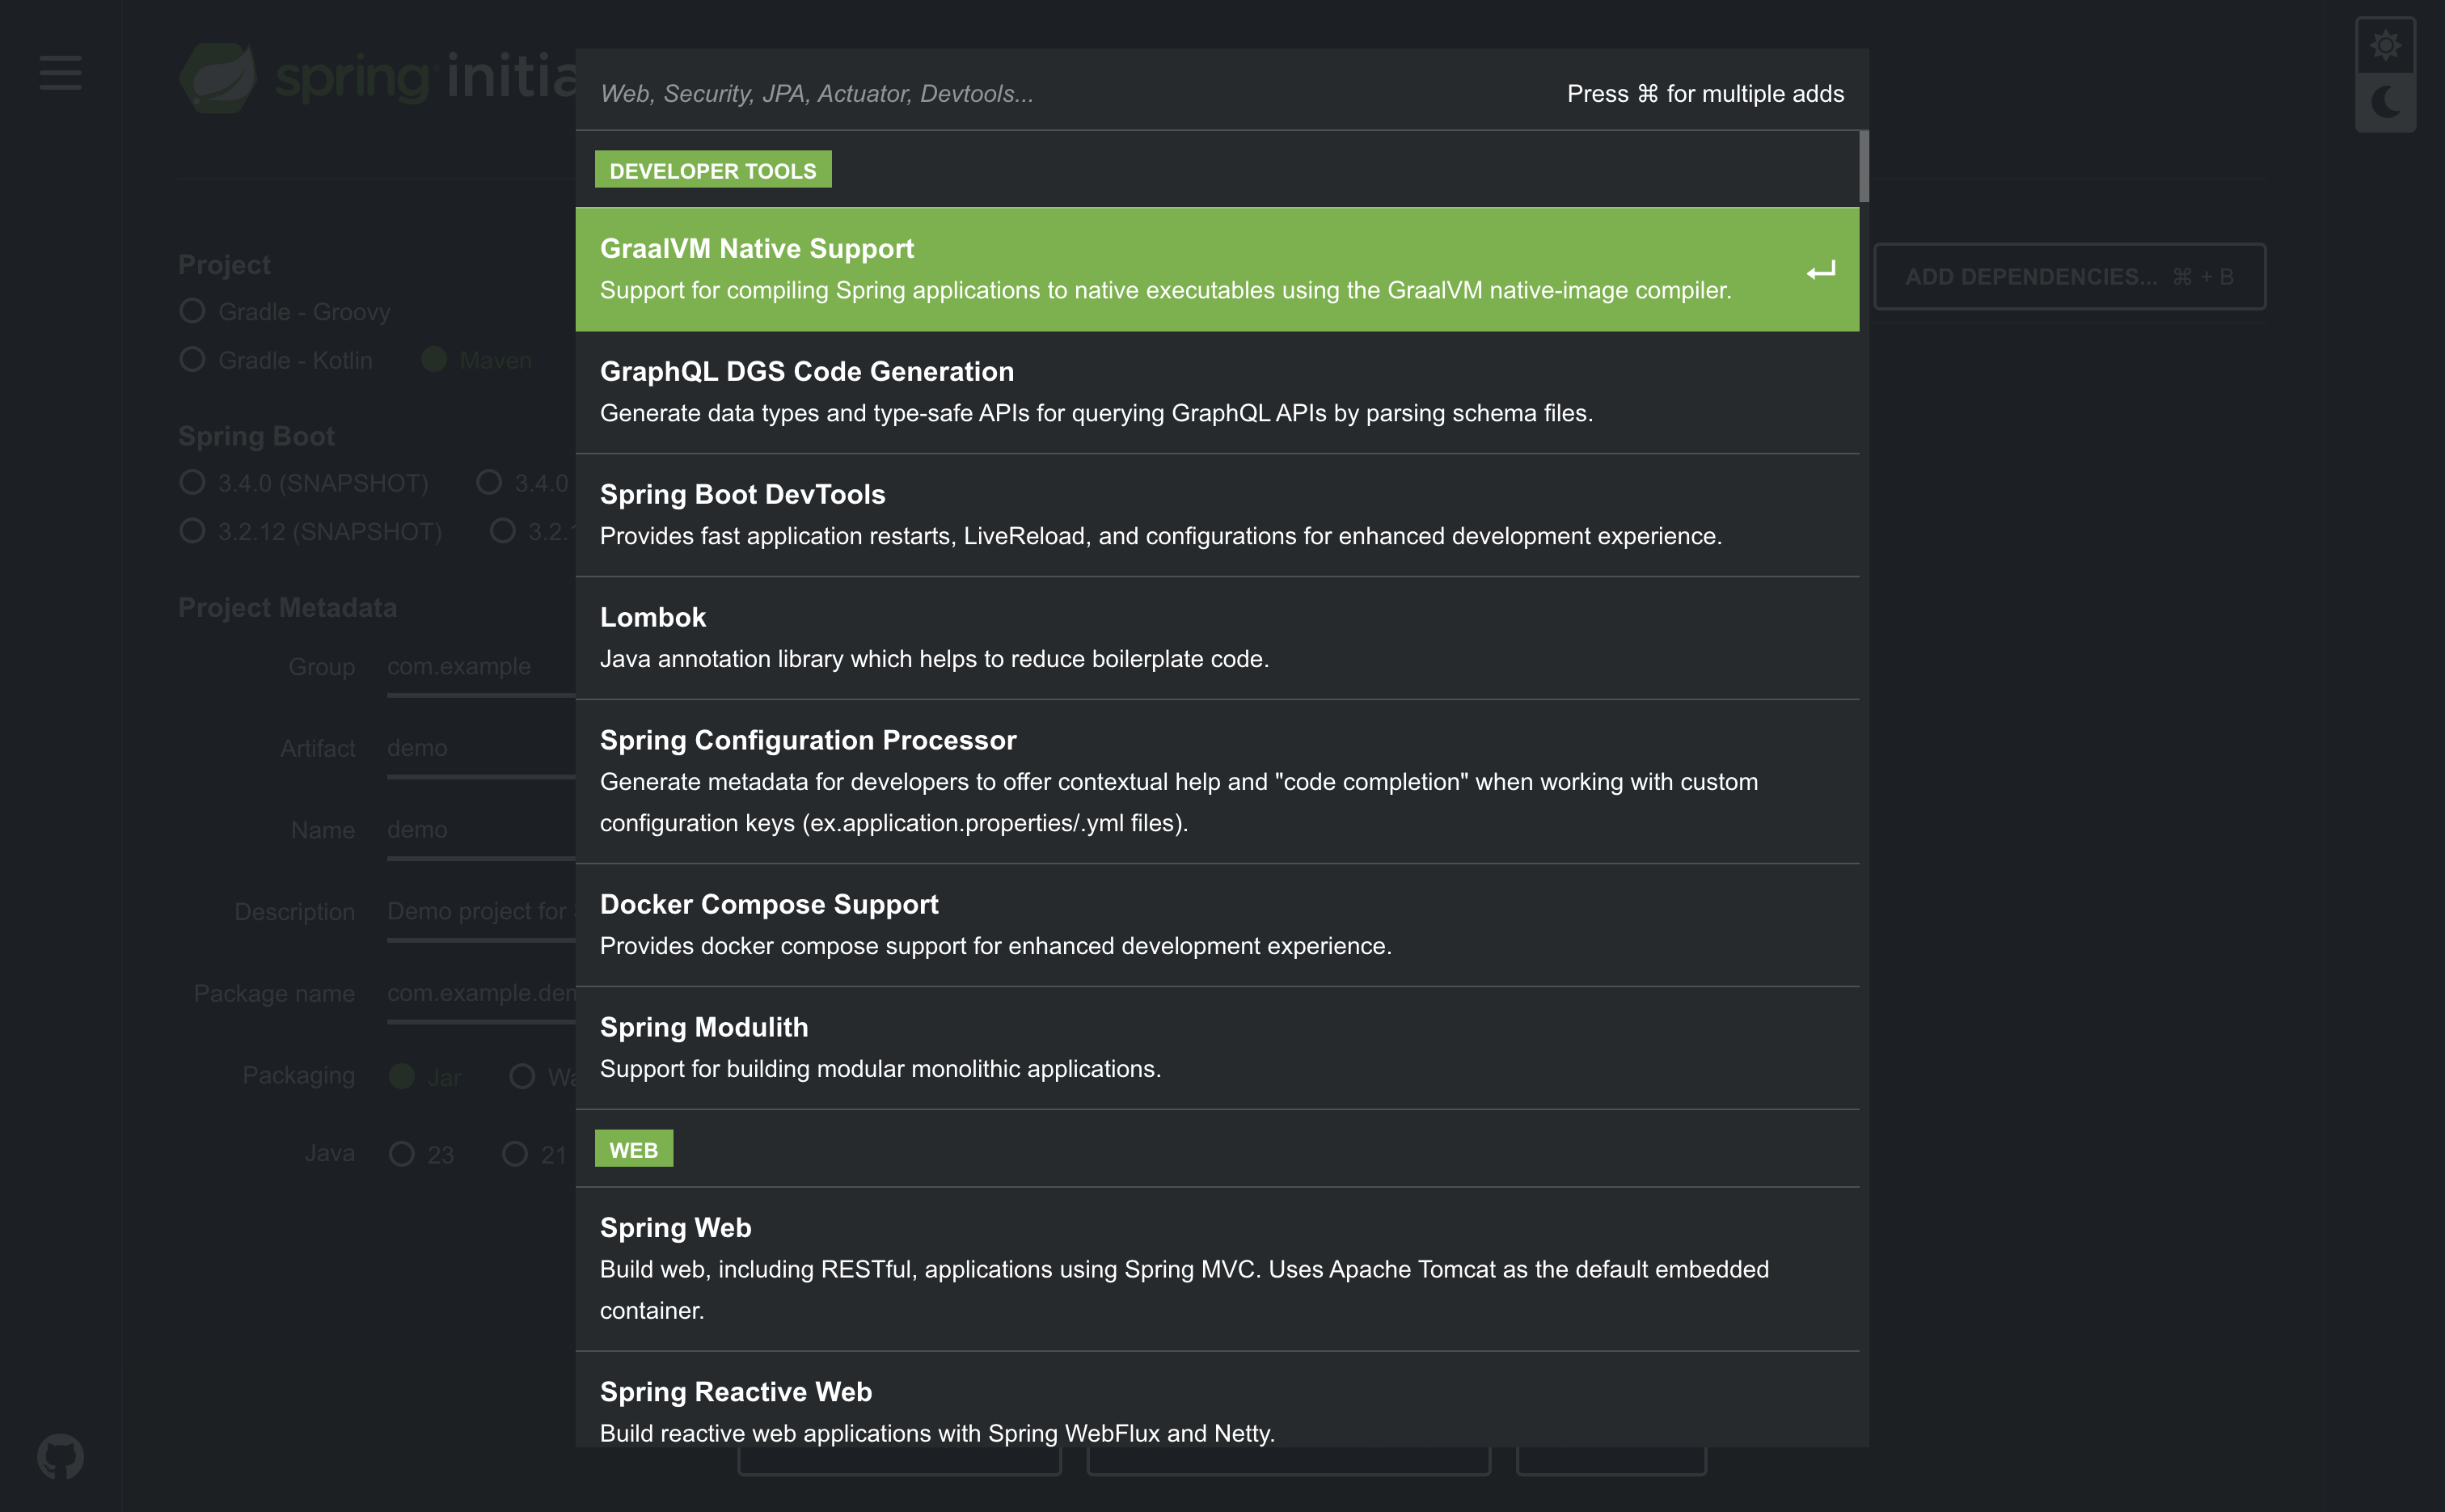 spring initia
Web, Security, JPA, Actuator, Devtools...
Press ⌘ for multiple adds
DEVELOPER TOOLS
GraalVM Native Support
Support for compiling Spring applications to native executables using the GraalVM native-image compiler.
GraphQL DGS Code Generation
Generate data types and type-safe APIs for querying GraphQL APIs by parsing schema files.
Spring Boot DevTools
Provides fast application restarts, LiveReload, and configurations for enhanced development experience.
Lombok
Java annotation library which helps to reduce boilerplate code.
Spring Configuration Processor
Generate metadata for developers to offer contextual help and "code completion" when working with custom
configuration keys (ex.application.properties/.yml files).
Docker Compose Support
Provides docker compose support for enhanced development experience.
Spring Modulith
Support for building modular monolithic applications.
WEB
Spring Web
Build web, including RESTful, applications using Spring MVC. Uses Apache Tomcat as the default embedded
container.
Spring Reactive Web
Build reactive web applications with Spring WebFlux and Netty.
Project
Gradle - Groovy
Gradle - Kotlin Maven
Spring Boot
3.4.0 (SNAPSHOT) 3.4.0
3.2.12 (SNAPSHOT) 3.2.1
Project Metadata
Group com.example
Artifact demo
Name demo
Description Demo project for
Package name com.example.dem
Packaging Jar Wa
Java 23 21
ADD DEPENDENCIES... ⌘ + B